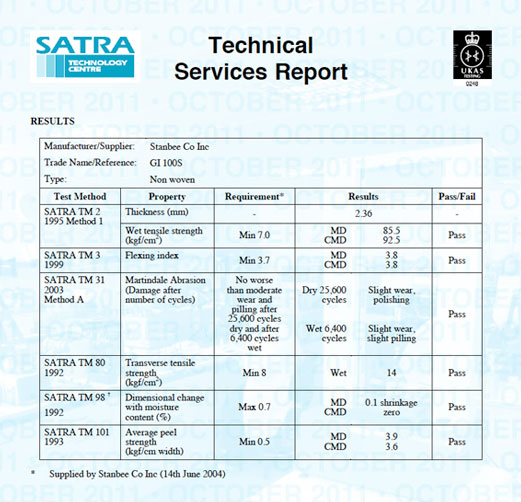 SATRA
TECHNOLOGY
CENTRE
Technical
Services Report
UKAS
TESTING
0248
RESULTS
Manufacturer/Supplier: Stanbee Co Inc
Trade Name/Reference: GI 100S
Type: Non woven
Test Method Property Requirement* Results Pass/Fail
SATRA TM 2 Thickness (mm) - 2.36 -
1995 Method 1
Wet tensile strength MD 85.5
(kgf/cm²) Min 7.0 CMD 92.5 Pass
SATRA TM 3 Flexing index MD 3.8
1999 Min 3.7 CMD 3.8 Pass
SATRA TM 31 Martindale Abrasion No worse
2003 (Damage after than moderate Dry 25,600 Slight wear,
Method A number of cycles) wear and cycles polishing
pilling after
25,600 cycles Pass
dry and after Wet 6,400 Slight wear,
6,400 cycles cycles slight pilling
wet
SATRA TM 80 Transverse tensile
1992 strength Min 8 Wet 14 Pass
(kgf/cm²)
SATRA TM 98 † Dimensional change MD 0.1 shrinkage
with moisture Max 0.7 CMD zero Pass
1992 content (%)
SATRA TM 101 Average peel MD 3.9
1993 strength Min 0.5 CMD 3.6 Pass
(kgf/cm width)
* Supplied by Stanbee Co Inc (14th June 2004)
OCTOBER 2011 • OCTOBER 2011 • OCTOBER 2011